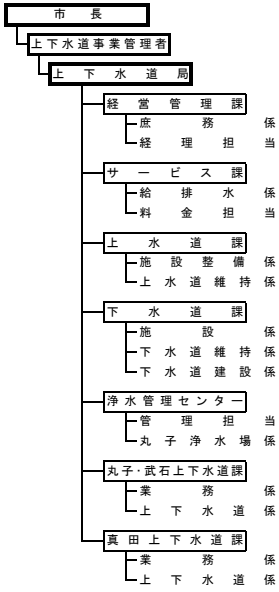 市長
上下水道事業管理者
上下水道局
経営管理課
庶務係
経理担当
サービス課
給排水係
料金担当
上水道課
施設整備係
上水道維持係
下水道課
施設係
下水道維持係
下水道建設係
浄水管理センター
管理担当
丸子浄水場係
丸子・武石上下水道課
業務係
上下水道係
真田上下水道課
業務係
上下水道係